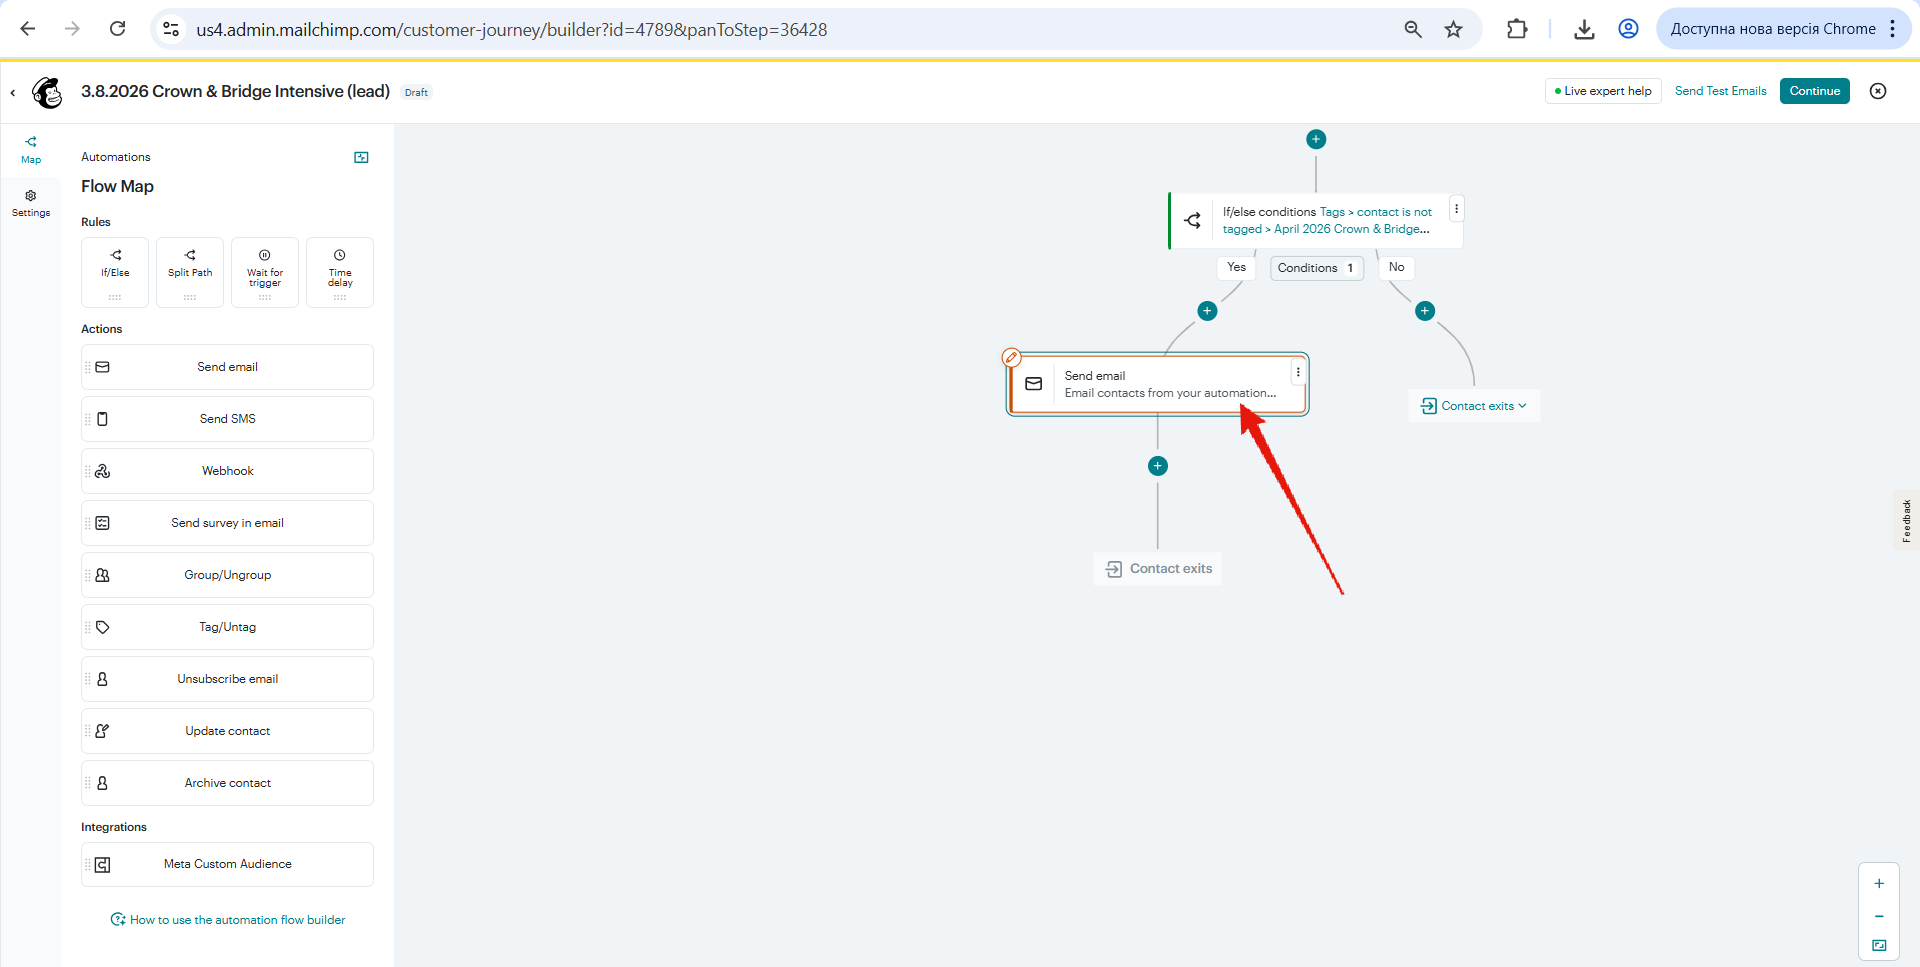 us4.admin.mailchimp.com/customer-journey/builder?id=4789&panToStep=36428
Доступна нова версія Chrome
3.8.2026 Crown & Bridge Intensive (lead)
Draft
Live expert help
Send Test Emails
Continue
Map
Settings
Automations
Flow Map
Rules
If/Else
Split Path
Wait for
trigger
Time
delay
Actions
Send email
Send SMS
Webhook
Send survey in email
Group/Ungroup
Tag/Untag
Unsubscribe email
Update contact
Archive contact
Integrations
Meta Custom Audience
How to use the automation flow builder
If/else conditions Tags > contact is not
tagged > April 2026 Crown & Bridge...
Yes
Conditions 1
No
Send email
Email contacts from your automation...
Contact exits
Contact exits
Feedback